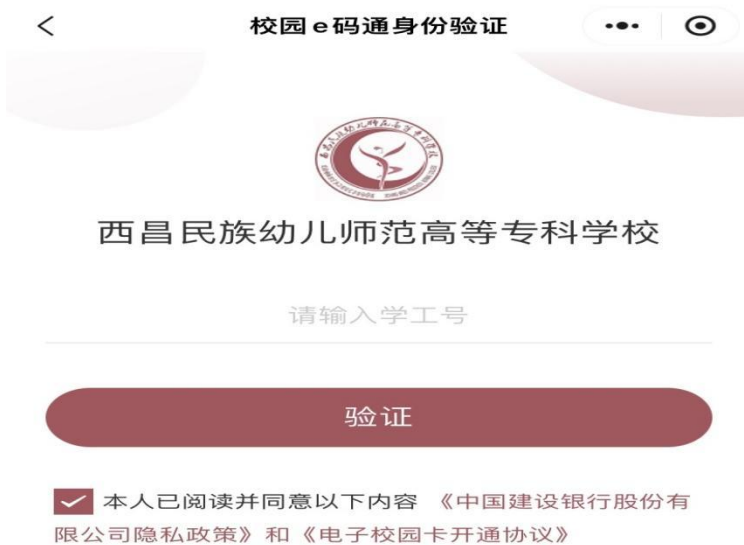 校园e码通身份验证
西昌民族幼儿师范高等专科学校
请输入学工号
验证
本人已阅读并同意以下内容 《中国建设银行股份有
限公司隐私政策》和《电子校园卡开通协议》